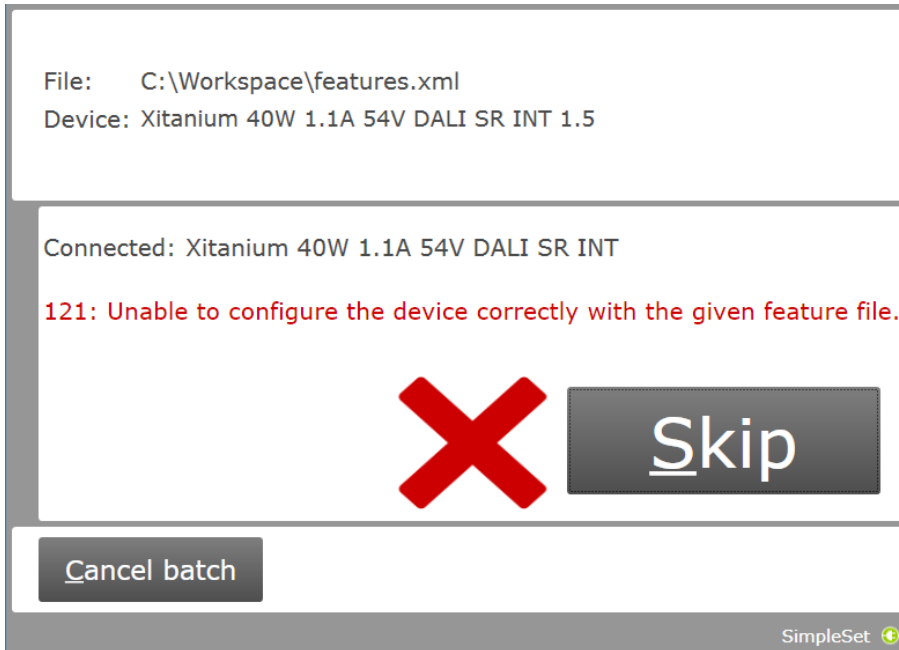 File: C:\Workspace\features.xml
Device: Xitanium 40W 1.1A 54V DALI SR INT 1.5
Connected: Xitanium 40W 1.1A 54V DALI SR INT
121: Unable to configure the device correctly with the given feature file.
Skip
Cancel batch
SimpleSet